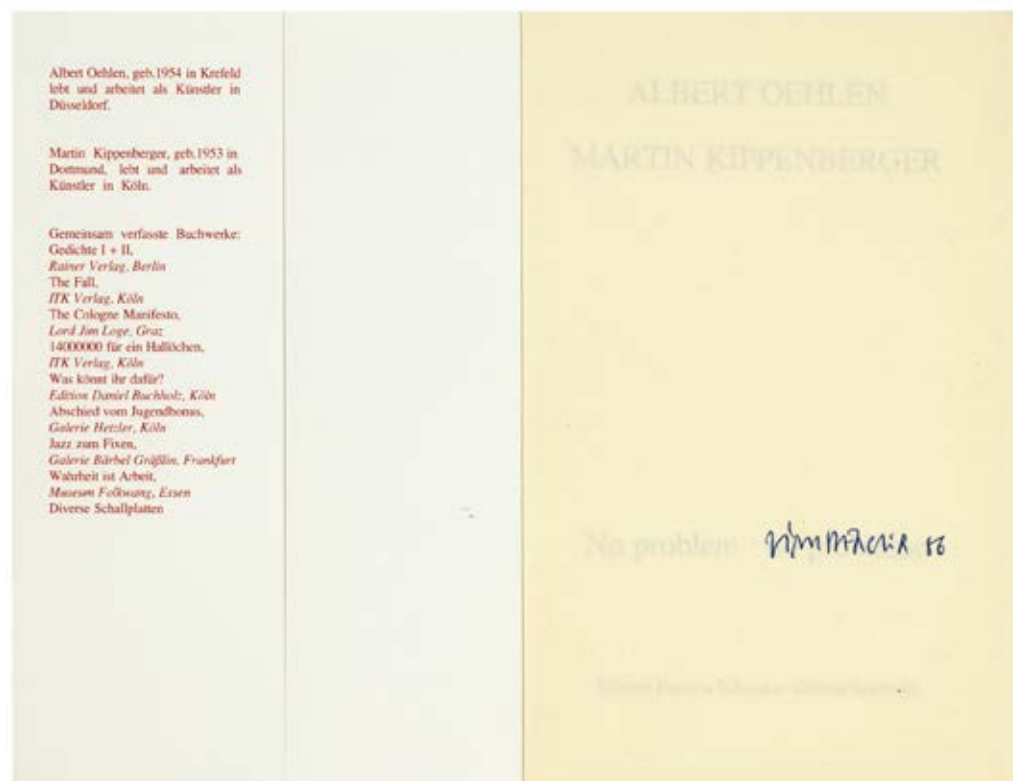 Albert Oehlen, geb.1954 in Krefeld
lebt und arbeitet als Künstler in
Düsseldorf.
Martin Kippenberger, geb.1953 in
Dortmund, lebt und arbeitet als
Künstler in Köln.
Gemeinsam verfasste Buchwerke:
Gedichte I + II,
Rainer Verlag, Berlin
The Fall,
ITK Verlag, Köln
The Cologne Manifesto,
Lord Jim Loge, Graz
14000000 für ein Hallöchen,
ITK Verlag, Köln
Was könnt ihr dafür?
Edition Daniel Buchholz, Köln
Abschied vom Jugendbonus,
Galerie Hetzler, Köln
Jazz zum Fixen,
Galerie Bärbel Gräßlin, Frankfurt
Wahrheit ist Arbeit,
Museum Folkwang, Essen
Diverse Schallplatten
ALBERT OEHLEN
MARTIN KIPPENBERGER
No problem
86